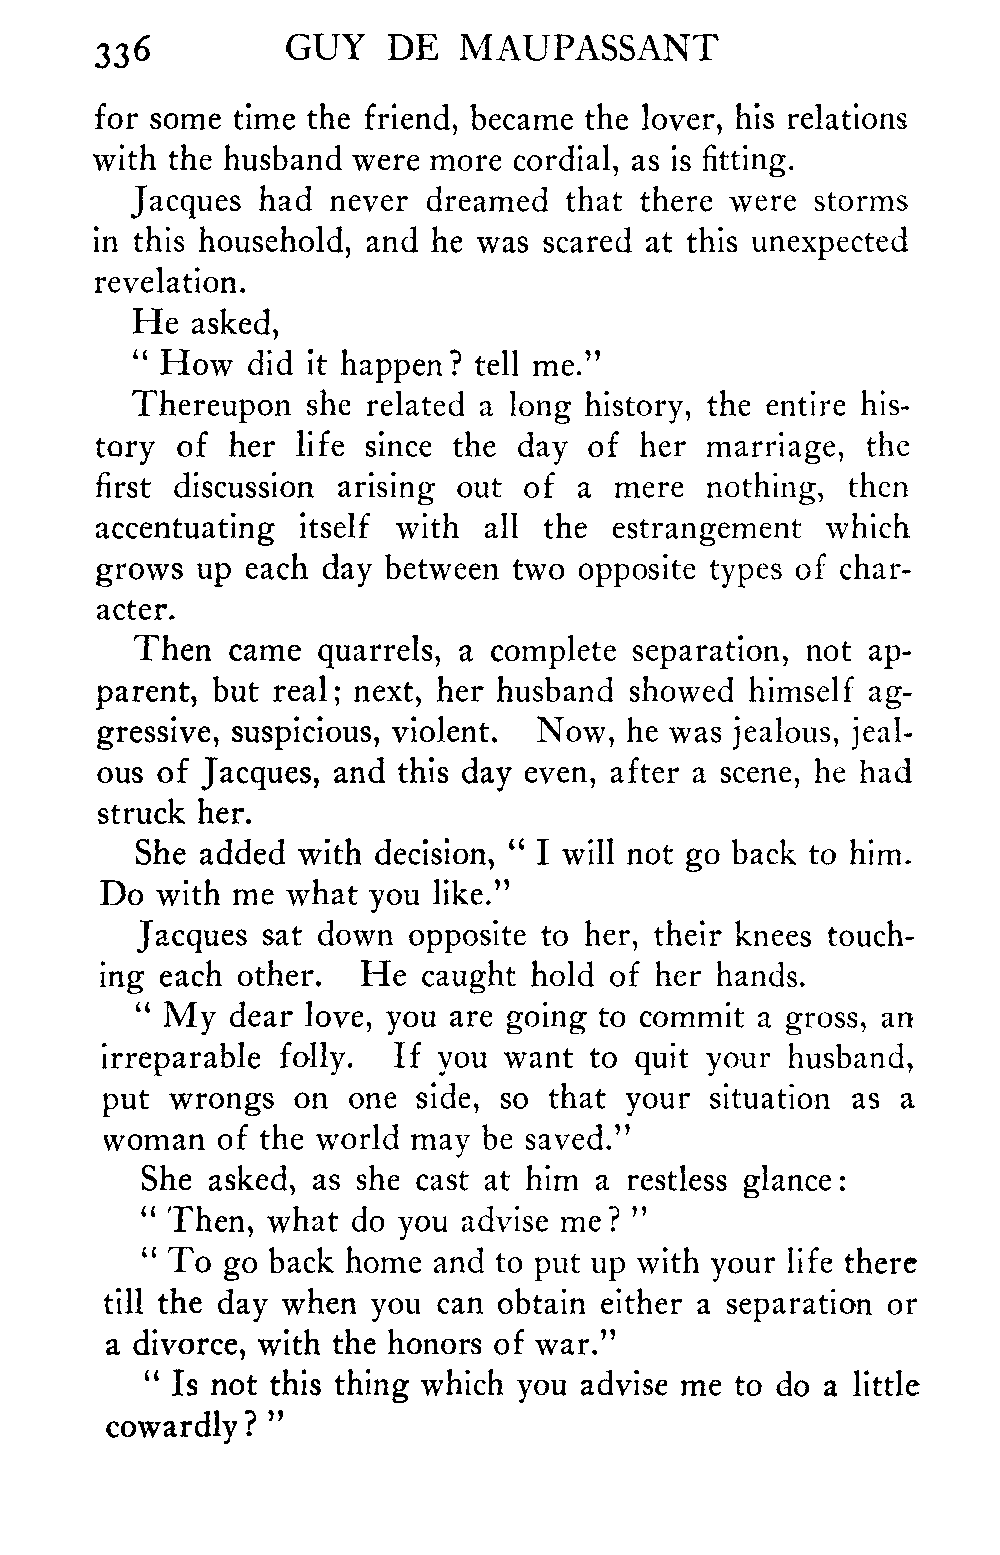 336 GUY DE MAUPASSANT
for some time the friend, became the lover, his relations
with the husband were more cordial, as is fitting.
Jacques had never dreamed that there were storms
in this household, and he was scared at this unexpected
revelation.
He asked,
“ How did it happen? tell me.”
Thereupon she related a long history, the entire his-
tory of her life since the day of her marriage, the
first discussion arising out of a mere nothing, then
accentuating itself with all the estrangement which
grows up each day between two opposite types of char-
acter.
Then came quarrels, a complete separation, not ap-
parent, but real; next, her husband showed himself ag-
gressive, suspicious, violent. Now, he was jealous, jeal-
ous of Jacques, and this day even, after a scene, he had
struck her.
She added with decision, “ I will not go back to him.
Do with me what you like.”
Jacques sat down opposite to her, their knees touch-
ing each other. He caught hold of her hands.
“ My dear love, you are going to commit a gross, an
irreparable folly. If you want to quit your husband,
put wrongs on one side, so that your situation as a
woman of the world may be saved.”
She asked, as she cast at him a restless glance:
“ Then, what do you advise me? ”
“ To go back home and to put up with your life there
till the day when you can obtain either a separation or
a divorce, with the honors of war.”
“ Is not this thing which you advise me to do a little
cowardly? ”